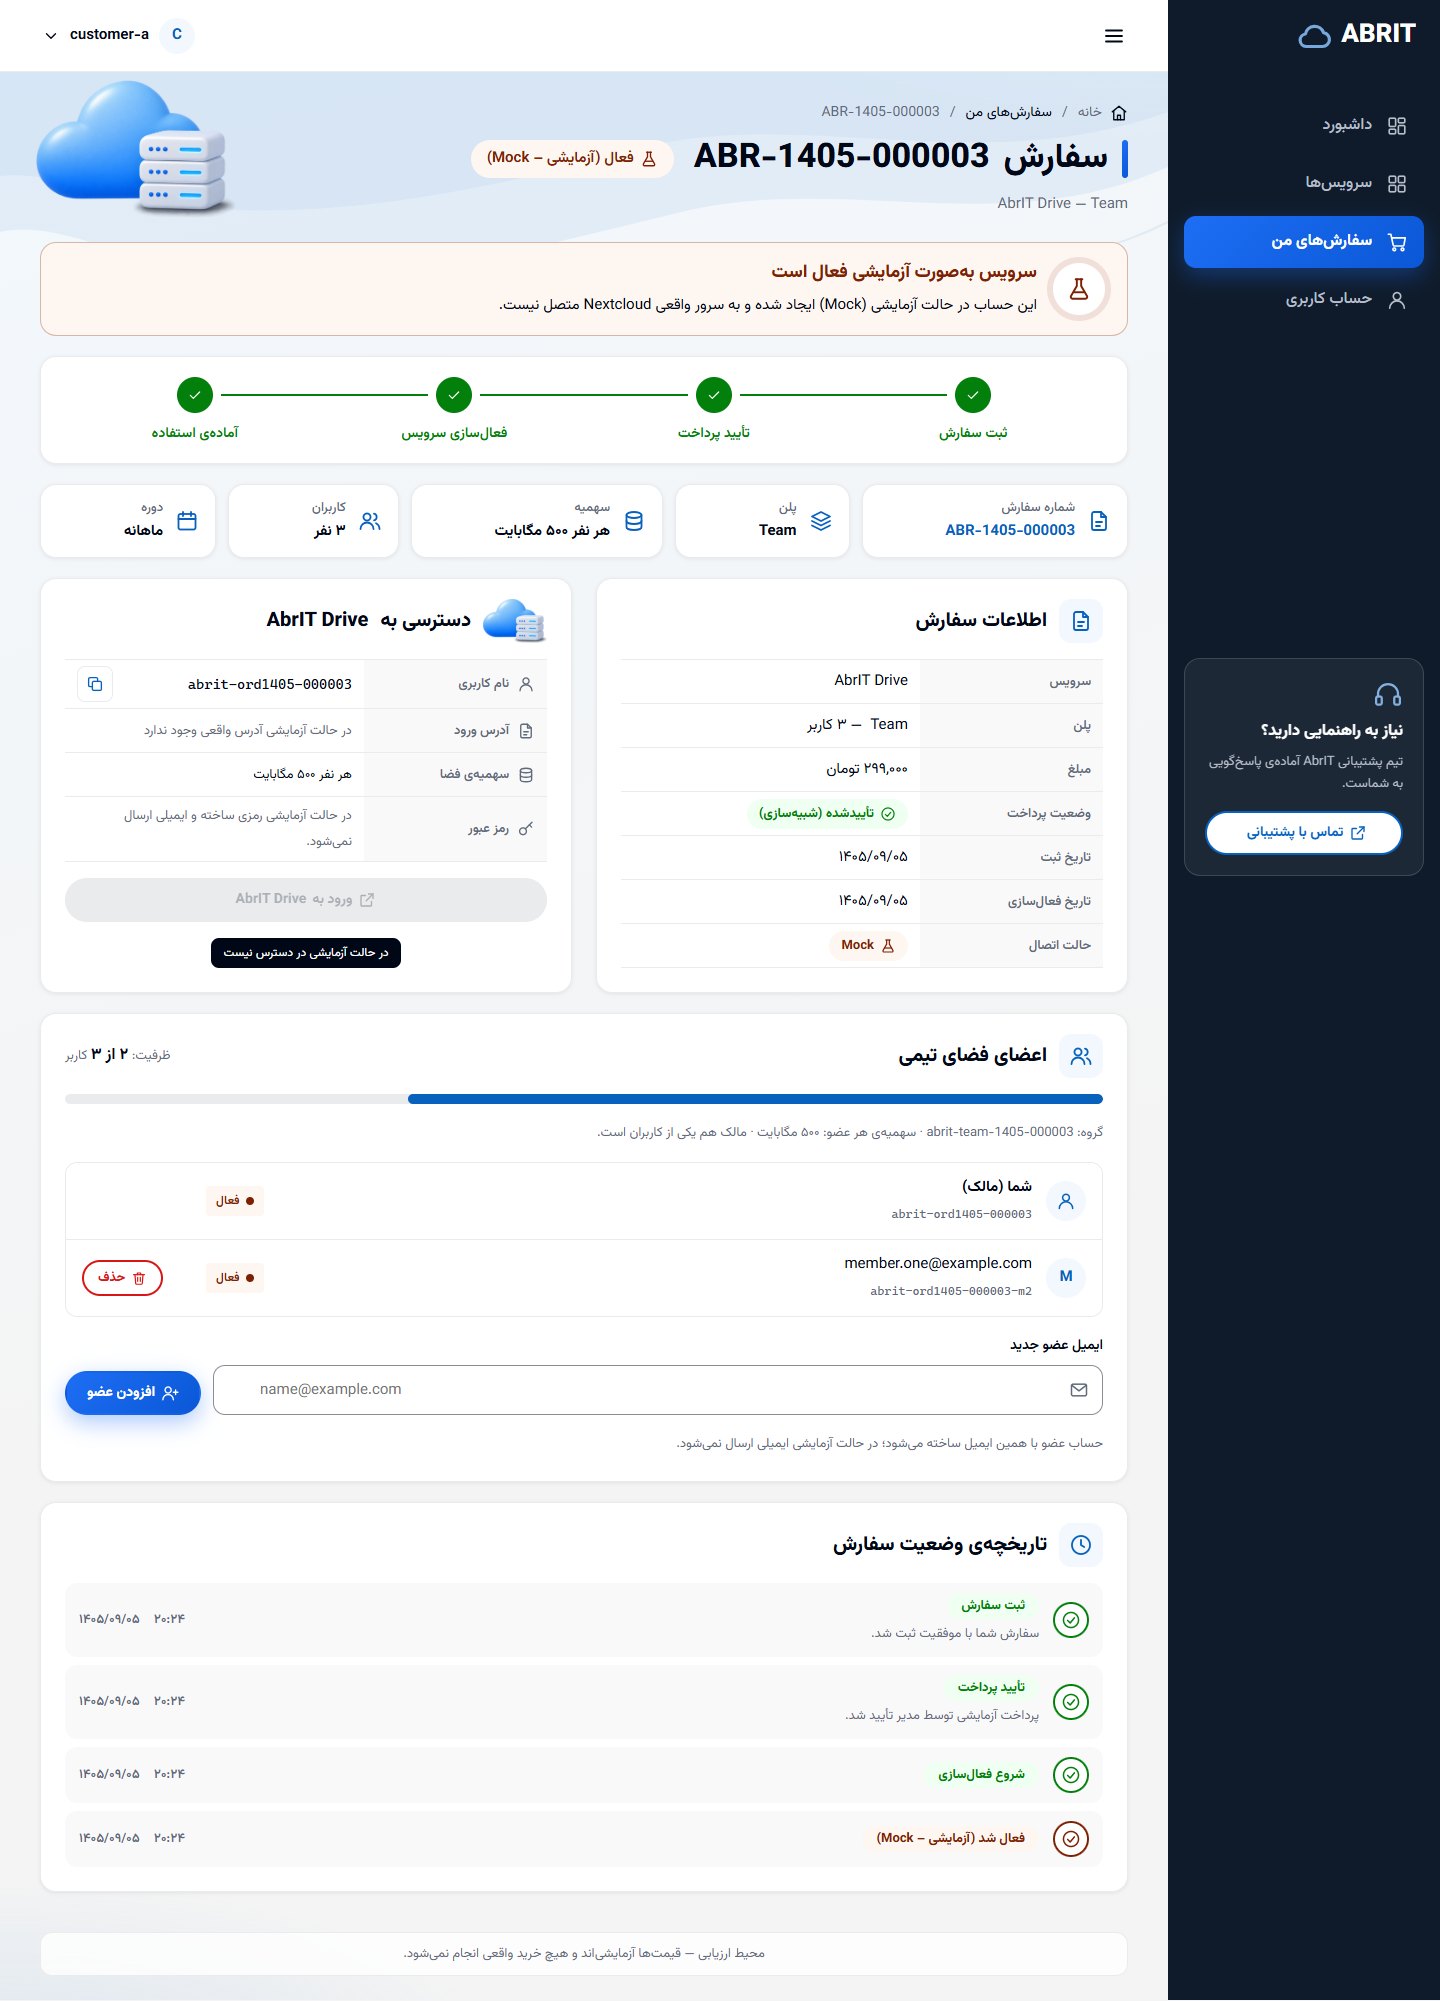 ABRIT
داشبورد
سرویس‌ها
سفارش‌های من
حساب کاربری
نیاز به راهنمایی دارید؟
تیم پشتیبانی AbrIT آماده‌ی پاسخ‌گویی
به شماست.
تماس با پشتیبانی
C customer-a
خانه / سفارش‌های من / ABR-1405-000003
سفارش ABR-1405-000003
فعال (آزمایشی – Mock)
AbrIT Drive — Team
سرویس به‌صورت آزمایشی فعال است
این حساب در حالت آزمایشی (Mock) ایجاد شده و به سرور واقعی Nextcloud متصل نیست.
ثبت سفارش
تأیید پرداخت
فعال‌سازی سرویس
آماده‌ی استفاده
شماره سفارش
ABR-1405-000003
پلن
Team
سهمیه
هر نفر ۵۰۰ مگابایت
کاربران
۳ نفر
دوره
ماهانه
اطلاعات سفارش
سرویس AbrIT Drive
پلن Team — ۳ کاربر
مبلغ ۲۹۹,۰۰۰ تومان
وضعیت پرداخت تأییدشده (شبیه‌سازی)
تاریخ ثبت ۱۴۰۵/۰۹/۰۵
تاریخ فعال‌سازی ۱۴۰۵/۰۹/۰۵
حالت اتصال Mock
دسترسی به AbrIT Drive
نام کاربری abrit-ord1405-000003
آدرس ورود در حالت آزمایشی آدرس واقعی وجود ندارد
سهمیه‌ی فضا هر نفر ۵۰۰ مگابایت
رمز عبور در حالت آزمایشی رمزی ساخته و ایمیلی ارسال
نمی‌شود.
ورود به AbrIT Drive
در حالت آزمایشی در دسترس نیست
اعضای فضای تیمی
ظرفیت: ۲ از ۳ کاربر
گروه: abrit-team-1405-000003 · سهمیه‌ی هر عضو: ۵۰۰ مگابایت · مالک هم یکی از کاربران است.
شما (مالک)
abrit-ord1405-000003
فعال
M
member.one@example.com
abrit-ord1405-000003-m2
فعال
حذف
ایمیل عضو جدید
name@example.com
افزودن عضو
حساب عضو با همین ایمیل ساخته می‌شود؛ در حالت آزمایشی ایمیلی ارسال نمی‌شود.
تاریخچه‌ی وضعیت سفارش
ثبت سفارش
سفارش شما با موفقیت ثبت شد.
۱۴۰۵/۰۹/۰۵ ۲۰:۲۴
تأیید پرداخت
پرداخت آزمایشی توسط مدیر تأیید شد.
۱۴۰۵/۰۹/۰۵ ۲۰:۲۴
شروع فعال‌سازی
۱۴۰۵/۰۹/۰۵ ۲۰:۲۴
فعال شد (آزمایشی – Mock)
۱۴۰۵/۰۹/۰۵ ۲۰:۲۴
محیط ارزیابی — قیمت‌ها آزمایشی‌اند و هیچ خرید واقعی انجام نمی‌شود.